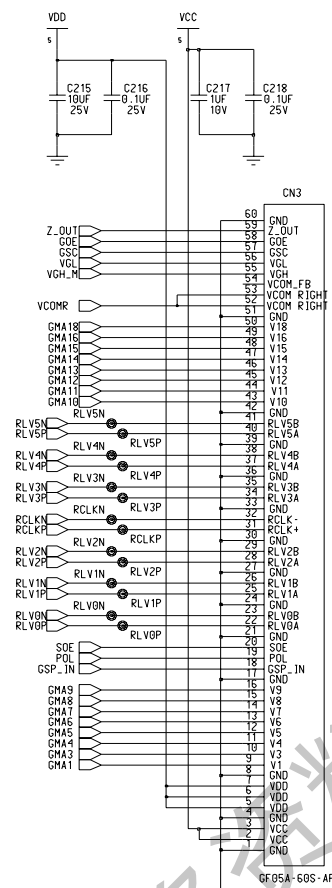 VDD
VCC
5
5
C215
10UF
25V
C216
0.1UF
25V
C217
1UF
10V
C218
0.1UF
25V
CN3
60 GND
Z_OUT 59 Z_OUT
GOE 58 GOE
GSC 57 GSC
VGL 56 VGL
VGH_M 55 VGH
54 VCOM_FB
53 VCOM RIGHT
VCOMR 52 VCOM RIGHT
51 GND
GMA18 50 V18
GMA16 49 V16
GMA15 48 V15
GMA14 47 V14
GMA13 46 V13
GMA12 45 V12
GMA11 44 V11
GMA10 43 V10
42 GND
RLV5N RLV5N 41 RLV5B
RLV5P RLV5P 40 RLV5A
39 GND
RLV4N RLV4N 38 RLV4B
RLV4P RLV4P 37 RLV4A
36 GND
RLV3N RLV3N 35 RLV3B
RLV3P RLV3P 34 RLV3A
33 GND
RCLKN RCLKN 32 RCLK-
RCLKP RCLKP 31 RCLK+
30 GND
RLV2N RLV2N 29 RLV2B
RLV2P RLV2P 28 RLV2A
27 GND
RLV1N RLV1N 26 RLV1B
RLV1P RLV1P 25 RLV1A
24 GND
RLV0N RLV0N 23 RLV0B
RLV0P RLV0P 22 RLV0A
21 GND
SOE 20 SOE
POL 19 POL
GSP_IN 18 GSP_IN
17 GND
GMA9 16 V9
GMA8 15 V8
GMA7 14 V7
GMA6 13 V6
GMA5 12 V5
GMA4 11 V4
GMA3 10 V3
GMA1 9 V1
8 GND
7 VDD
6 VDD
5 VDD
4 GND
3 VCC
2 VCC
1 GND